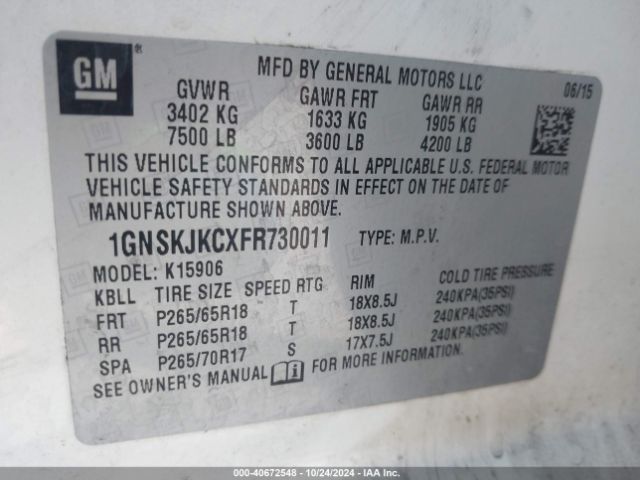 GM ®
MFD BY GENERAL MOTORS LLC
06/15
GVWR GAWR FRT GAWR RR
3402 KG 1633 KG 1905 KG
7500 LB 3600 LB 4200 LB
THIS VEHICLE CONFORMS TO ALL APPLICABLE U.S. FEDERAL MOTOR
VEHICLE SAFETY STANDARDS IN EFFECT ON THE DATE OF
MANUFACTURE SHOWN ABOVE.
1GNSKJKCXFR730011 TYPE: M.P.V.
MODEL: K15906
KBLL TIRE SIZE SPEED RTG RIM COLD TIRE PRESSURE
FRT P265/65R18 T 18X8.5J 240KPA(35PSI)
RR P265/65R18 T 18X8.5J 240KPA(35PSI)
SPA P265/70R17 S 17X7.5J 240KPA(35PSI)
SEE OWNER'S MANUAL i FOR MORE INFORMATION.
000-40672548 - 10/24/2024 - IAA Inc.